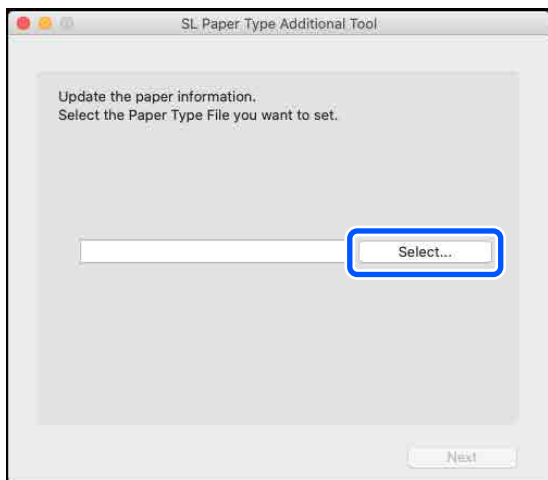 SL Paper Type Additional Tool
Update the paper information.
Select the Paper Type File you want to set.
Select...
Next